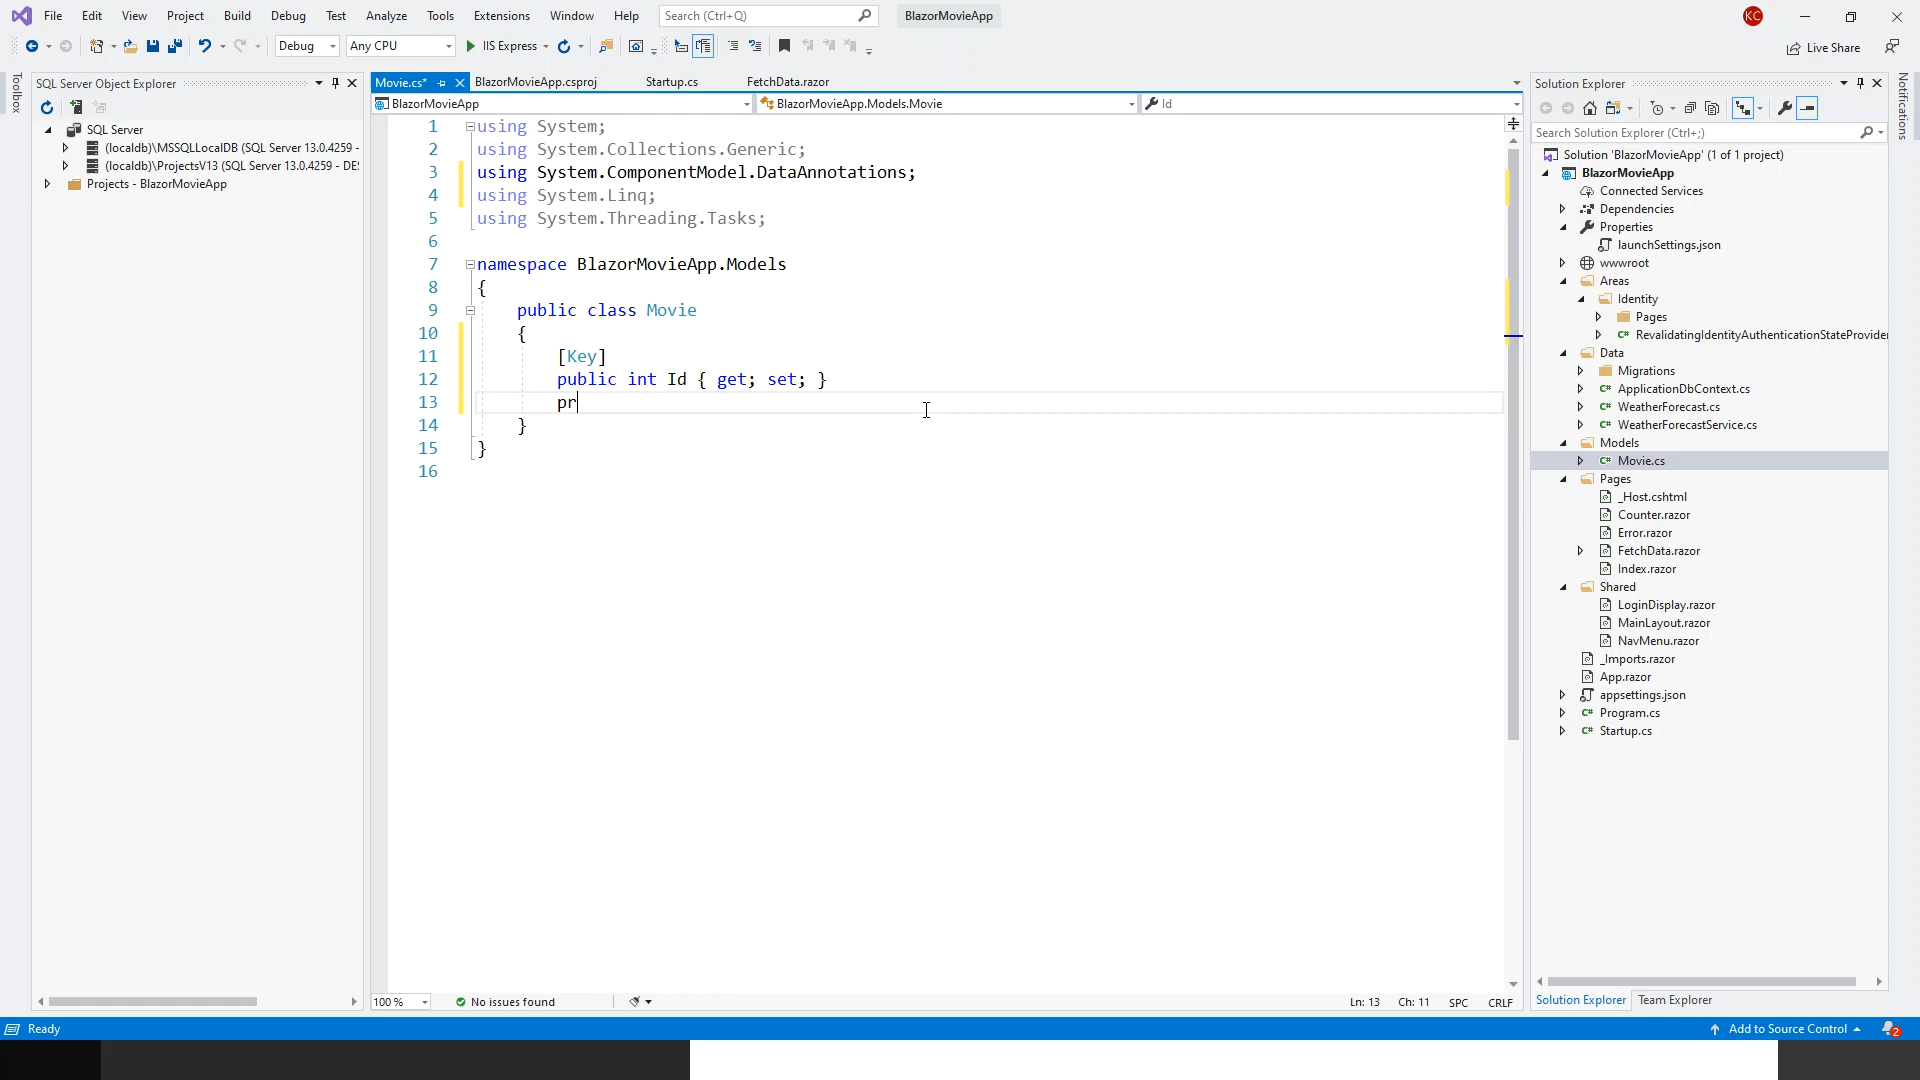 File Edit View Project Build Debug Test Analyze Tools Extensions Window Help Search (Ctrl+Q) BlazorMovieApp KC
Debug Any CPU IIS Express Live Share
Toolbox
SQL Server Object Explorer
SQL Server
(localdb)\MSSQLLocalDB (SQL Server 13.0.4259 -
(localdb)\ProjectsV13 (SQL Server 13.0.4259 - DES
Projects - BlazorMovieApp
Movie.cs* BlazorMovieApp.csproj Startup.cs FetchData.razor
BlazorMovieApp BlazorMovieApp.Models.Movie Id
1 using System;
2 using System.Collections.Generic;
3 using System.ComponentModel.DataAnnotations;
4 using System.Linq;
5 using System.Threading.Tasks;
6
7 namespace BlazorMovieApp.Models
8 {
9 public class Movie
10 {
11 [Key]
12 public int Id { get; set; }
13 pr
14 }
15 }
16
100 % No issues found Ln: 13 Ch: 11 SPC CRLF
Solution Explorer
Search Solution Explorer (Ctrl+;)
Solution 'BlazorMovieApp' (1 of 1 project)
BlazorMovieApp
Connected Services
Dependencies
Properties
launchSettings.json
wwwroot
Areas
Identity
Pages
RevalidatingIdentityAuthenticationStateProvider
Data
Migrations
ApplicationDbContext.cs
WeatherForecast.cs
WeatherForecastService.cs
Models
Movie.cs
Pages
_Host.cshtml
Counter.razor
Error.razor
FetchData.razor
Index.razor
Shared
LoginDisplay.razor
MainLayout.razor
NavMenu.razor
_Imports.razor
App.razor
appsettings.json
Program.cs
Startup.cs
Solution Explorer Team Explorer
Notifications
Ready Add to Source Control 2